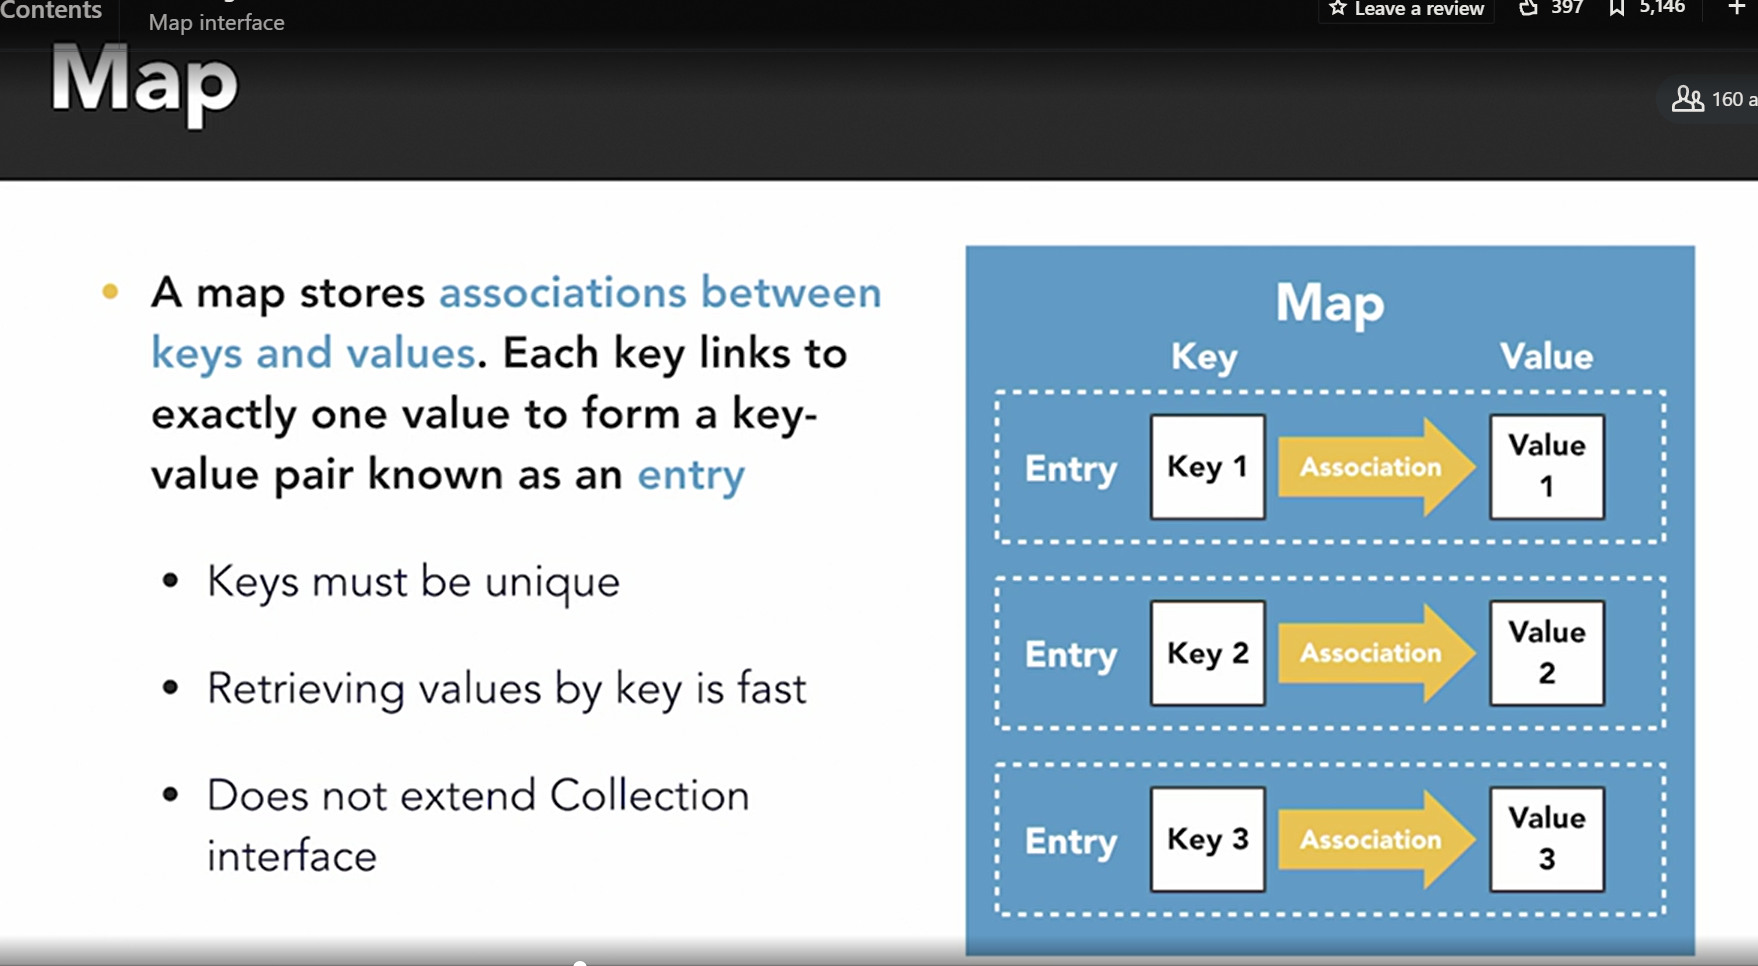 Contents
Map interface
Leave a review
397
5,146
160
Map
A map stores associations between
keys and values. Each key links to
exactly one value to form a key-
value pair known as an entry
Keys must be unique
Retrieving values by key is fast
Does not extend Collection
interface
Map
Key
Value
Entry
Key 1
Association
Value
1
Entry
Key 2
Association
Value
2
Entry
Key 3
Association
Value
3